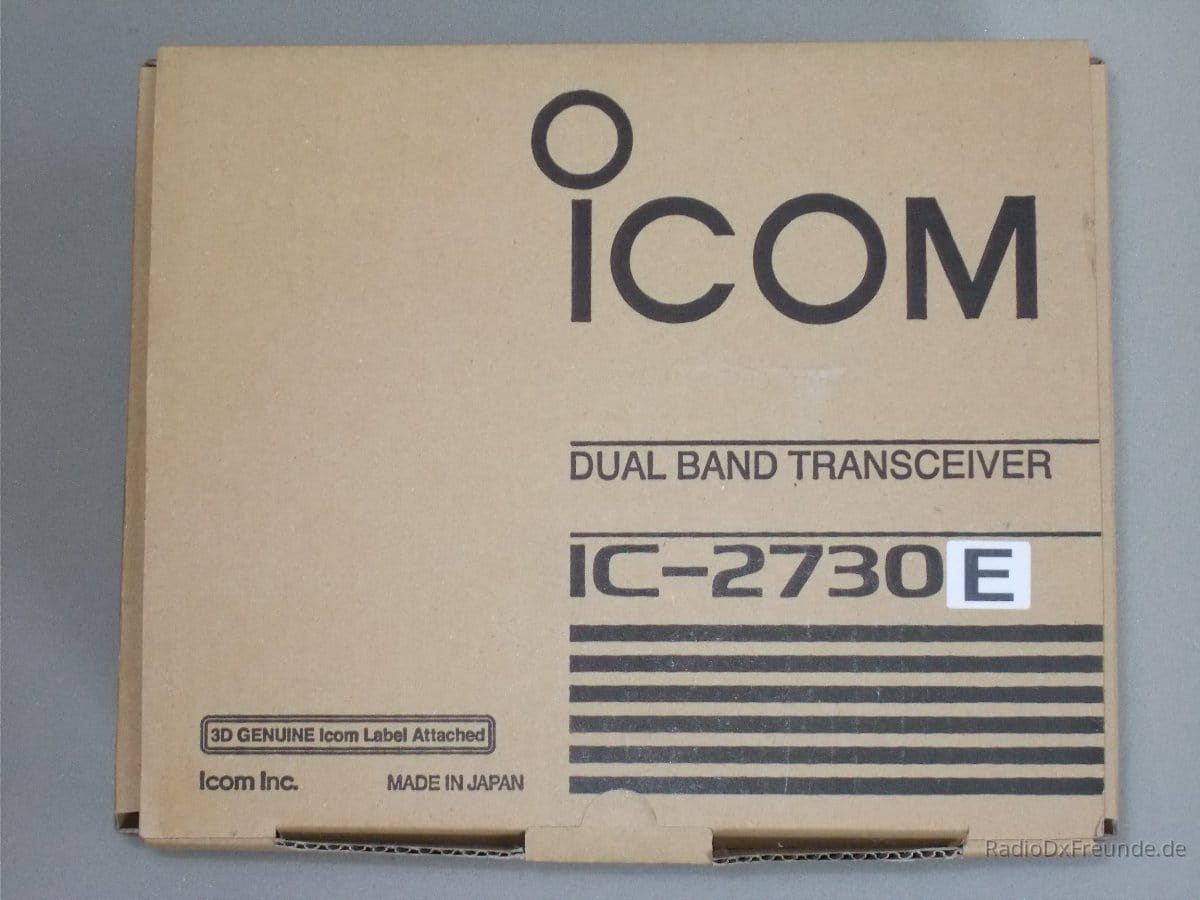 ICOM
DUAL BAND TRANSCEIVER
IC-2730E
3D GENUINE Icom Label Attached
Icom Inc. MADE IN JAPAN
RadioDxFreunde.de